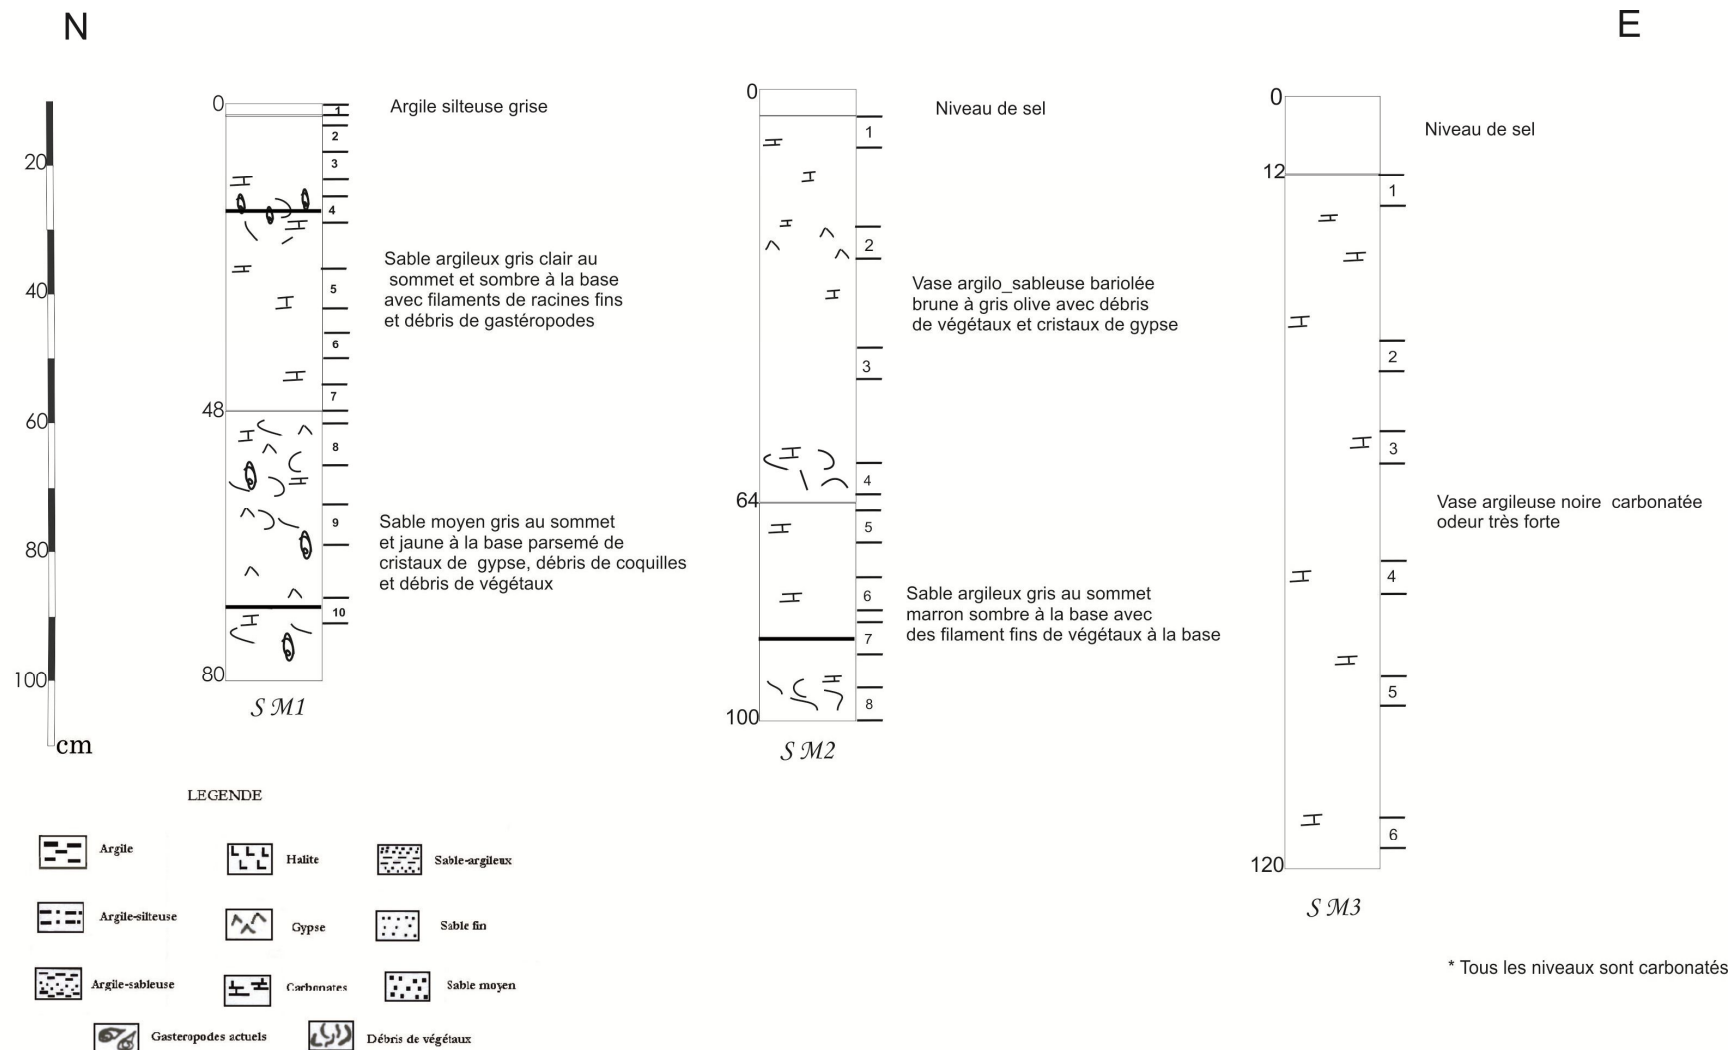 N
E
0
1
2
3
4
5
6
7
48
8
9
10
80
S M1
Argile silteuse grise
Sable argileux gris clair au
sommet et sombre à la base
avec filaments de racines fins
et débris de gastéropodes
Sable moyen gris au sommet
et jaune à la base parsemé de
cristaux de gypse, débris de coquilles
et débris de végétaux
20
40
60
80
100
cm
0
1
2
3
4
64
5
6
7
8
100
S M2
Niveau de sel
Vase argilo_sableuse bariolée
brune à gris olive avec débris
de végétaux et cristaux de gypse
Sable argileux gris au sommet
marron sombre à la base avec
des filament fins de végétaux à la base
0
12
1
2
3
4
5
6
120
S M3
Niveau de sel
Vase argileuse noire carbonatée
odeur très forte
* Tous les niveaux sont carbonatés
LEGENDE
Argile
Halite
Sable-argileux
Argile-silteuse
Gypse
Sable fin
Argile-sableuse
Carbonates
Sable moyen
Gasteropodes actuels
Débris de végétaux